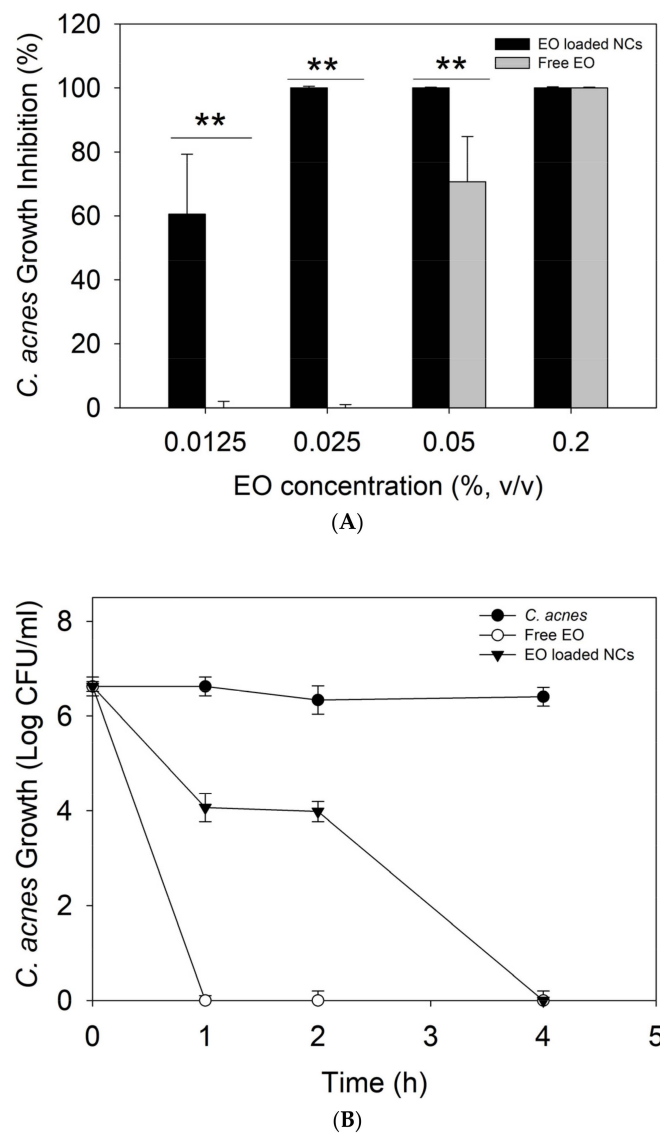 120
100
80
60
40
20
0
C. acnes Growth Inhibition (%)
EO loaded NCs
Free EO
**
**
**
0.0125 0.025 0.05 0.2
EO concentration (%, v/v)
(A)
8
6
4
2
0
C. acnes Growth (Log CFU/ml)
C. acnes
Free EO
EO loaded NCs
0 1 2 3 4 5
Time (h)
(B)